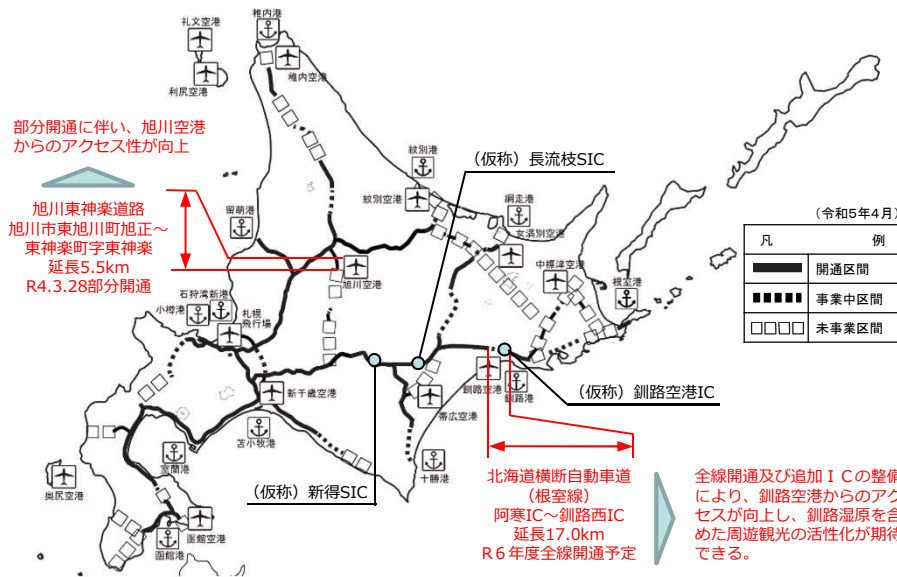 稚内港
礼文空港
稚内空港
利尻空港
部分開通に伴い、旭川空港
からのアクセス性が向上
旭川東神楽道路
旭川市東旭川町旭正～
東神楽町字東神楽
延長5.5km
R4.3.28部分開通
紋別港
（仮称）長流枝SIC
紋別空港
網走港
女満別空港
留萌港
中標津空港
根室港
旭川空港
石狩湾新港
小樽港
札幌
飛行場
（令和5年4月）
凡 例
開通区間
事業中区間
未事業区間
新千歳空港
釧路空港
釧路港
（仮称）釧路空港IC
帯広空港
苫小牧港
室蘭港
十勝港
（仮称）新得SIC
奥尻空港
函館空港
函館港
北海道横断自動車道
（根室線）
阿寒IC～釧路西IC
延長17.0km
R６年度全線開通予定
全線開通及び追加ＩＣの整備
により、釧路空港からのアク
セスが向上し、釧路湿原を含
めた周遊観光の活性化が期待
できる。